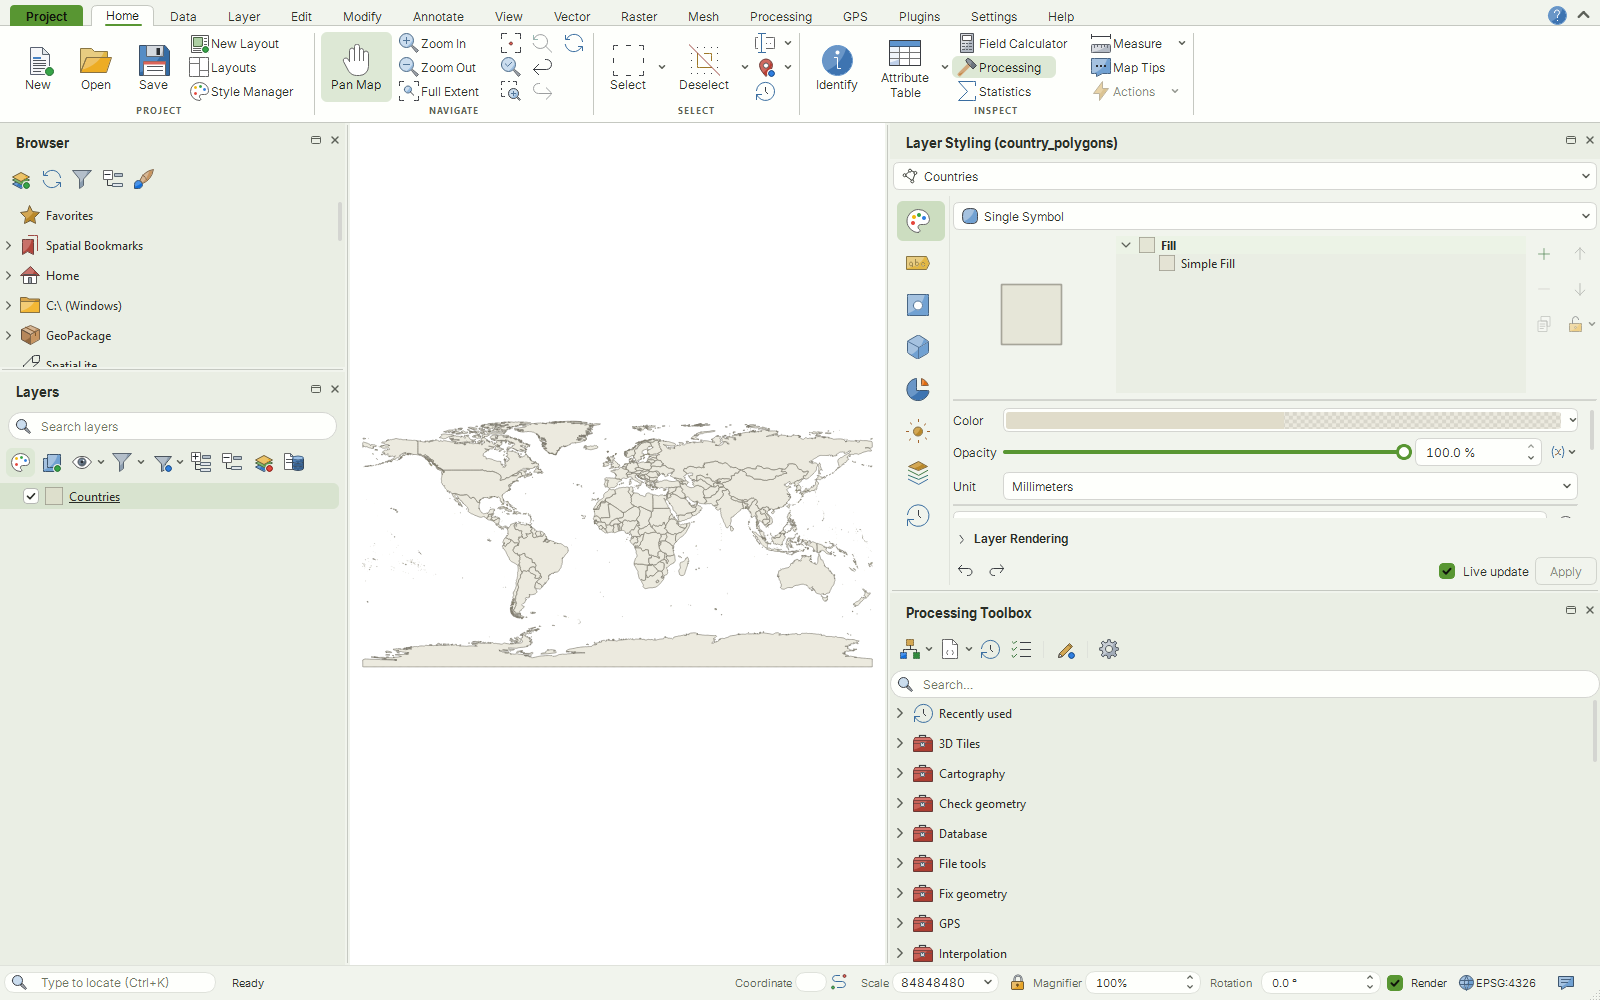 Project Home Data Layer Edit Modify Annotate View Vector Raster Mesh Processing GPS Plugins Settings Help
New Open Save New Layout Layouts Style Manager
PROJECT
Pan Map Zoom In Zoom Out Full Extent
NAVIGATE
Select Deselect
SELECT
Identify Attribute Table Field Calculator Processing Statistics Measure Map Tips Actions
INSPECT
Browser
Favorites
Spatial Bookmarks
Home
C:\ (Windows)
GeoPackage
SpatiaLite
Layers
Search layers
Countries
Layer Styling (country_polygons)
Countries
abc
Single Symbol
Fill
Simple Fill
Color
Opacity 100.0 %
Unit Millimeters
Layer Rendering
Live update Apply
Processing Toolbox
Search...
Recently used
3D Tiles
Cartography
Check geometry
Database
File tools
Fix geometry
GPS
Interpolation
Type to locate (Ctrl+K) Ready Coordinate Scale 84848480 Magnifier 100% Rotation 0.0 ° Render EPSG:4326